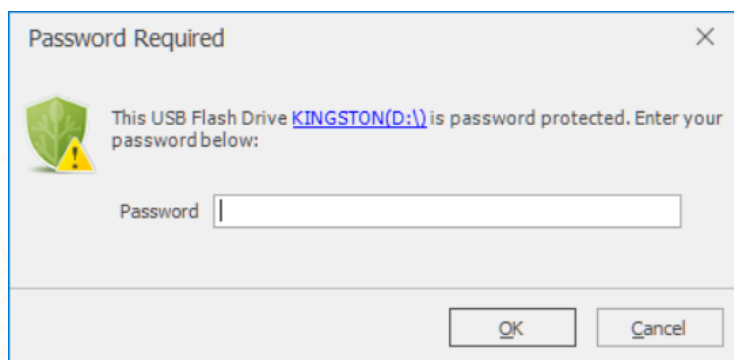 Password Required
This USB Flash Drive KINGSTON(D:\) is password protected. Enter your
password below:
Password
OK Cancel